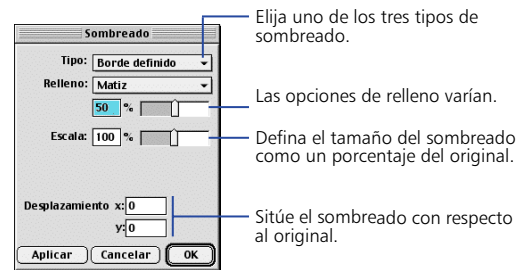 Sombreado
Tipo: Borde definido
Relleno: Matiz
50 %
Escala: 100 %
Desplazamiento x: 0
y: 0
Aplicar Cancelar OK
Elija uno de los tres tipos de
sombreado.
Las opciones de relleno varían.
Defina el tamaño del sombreado
como un porcentaje del original.
Sitúe el sombreado con respecto
al original.